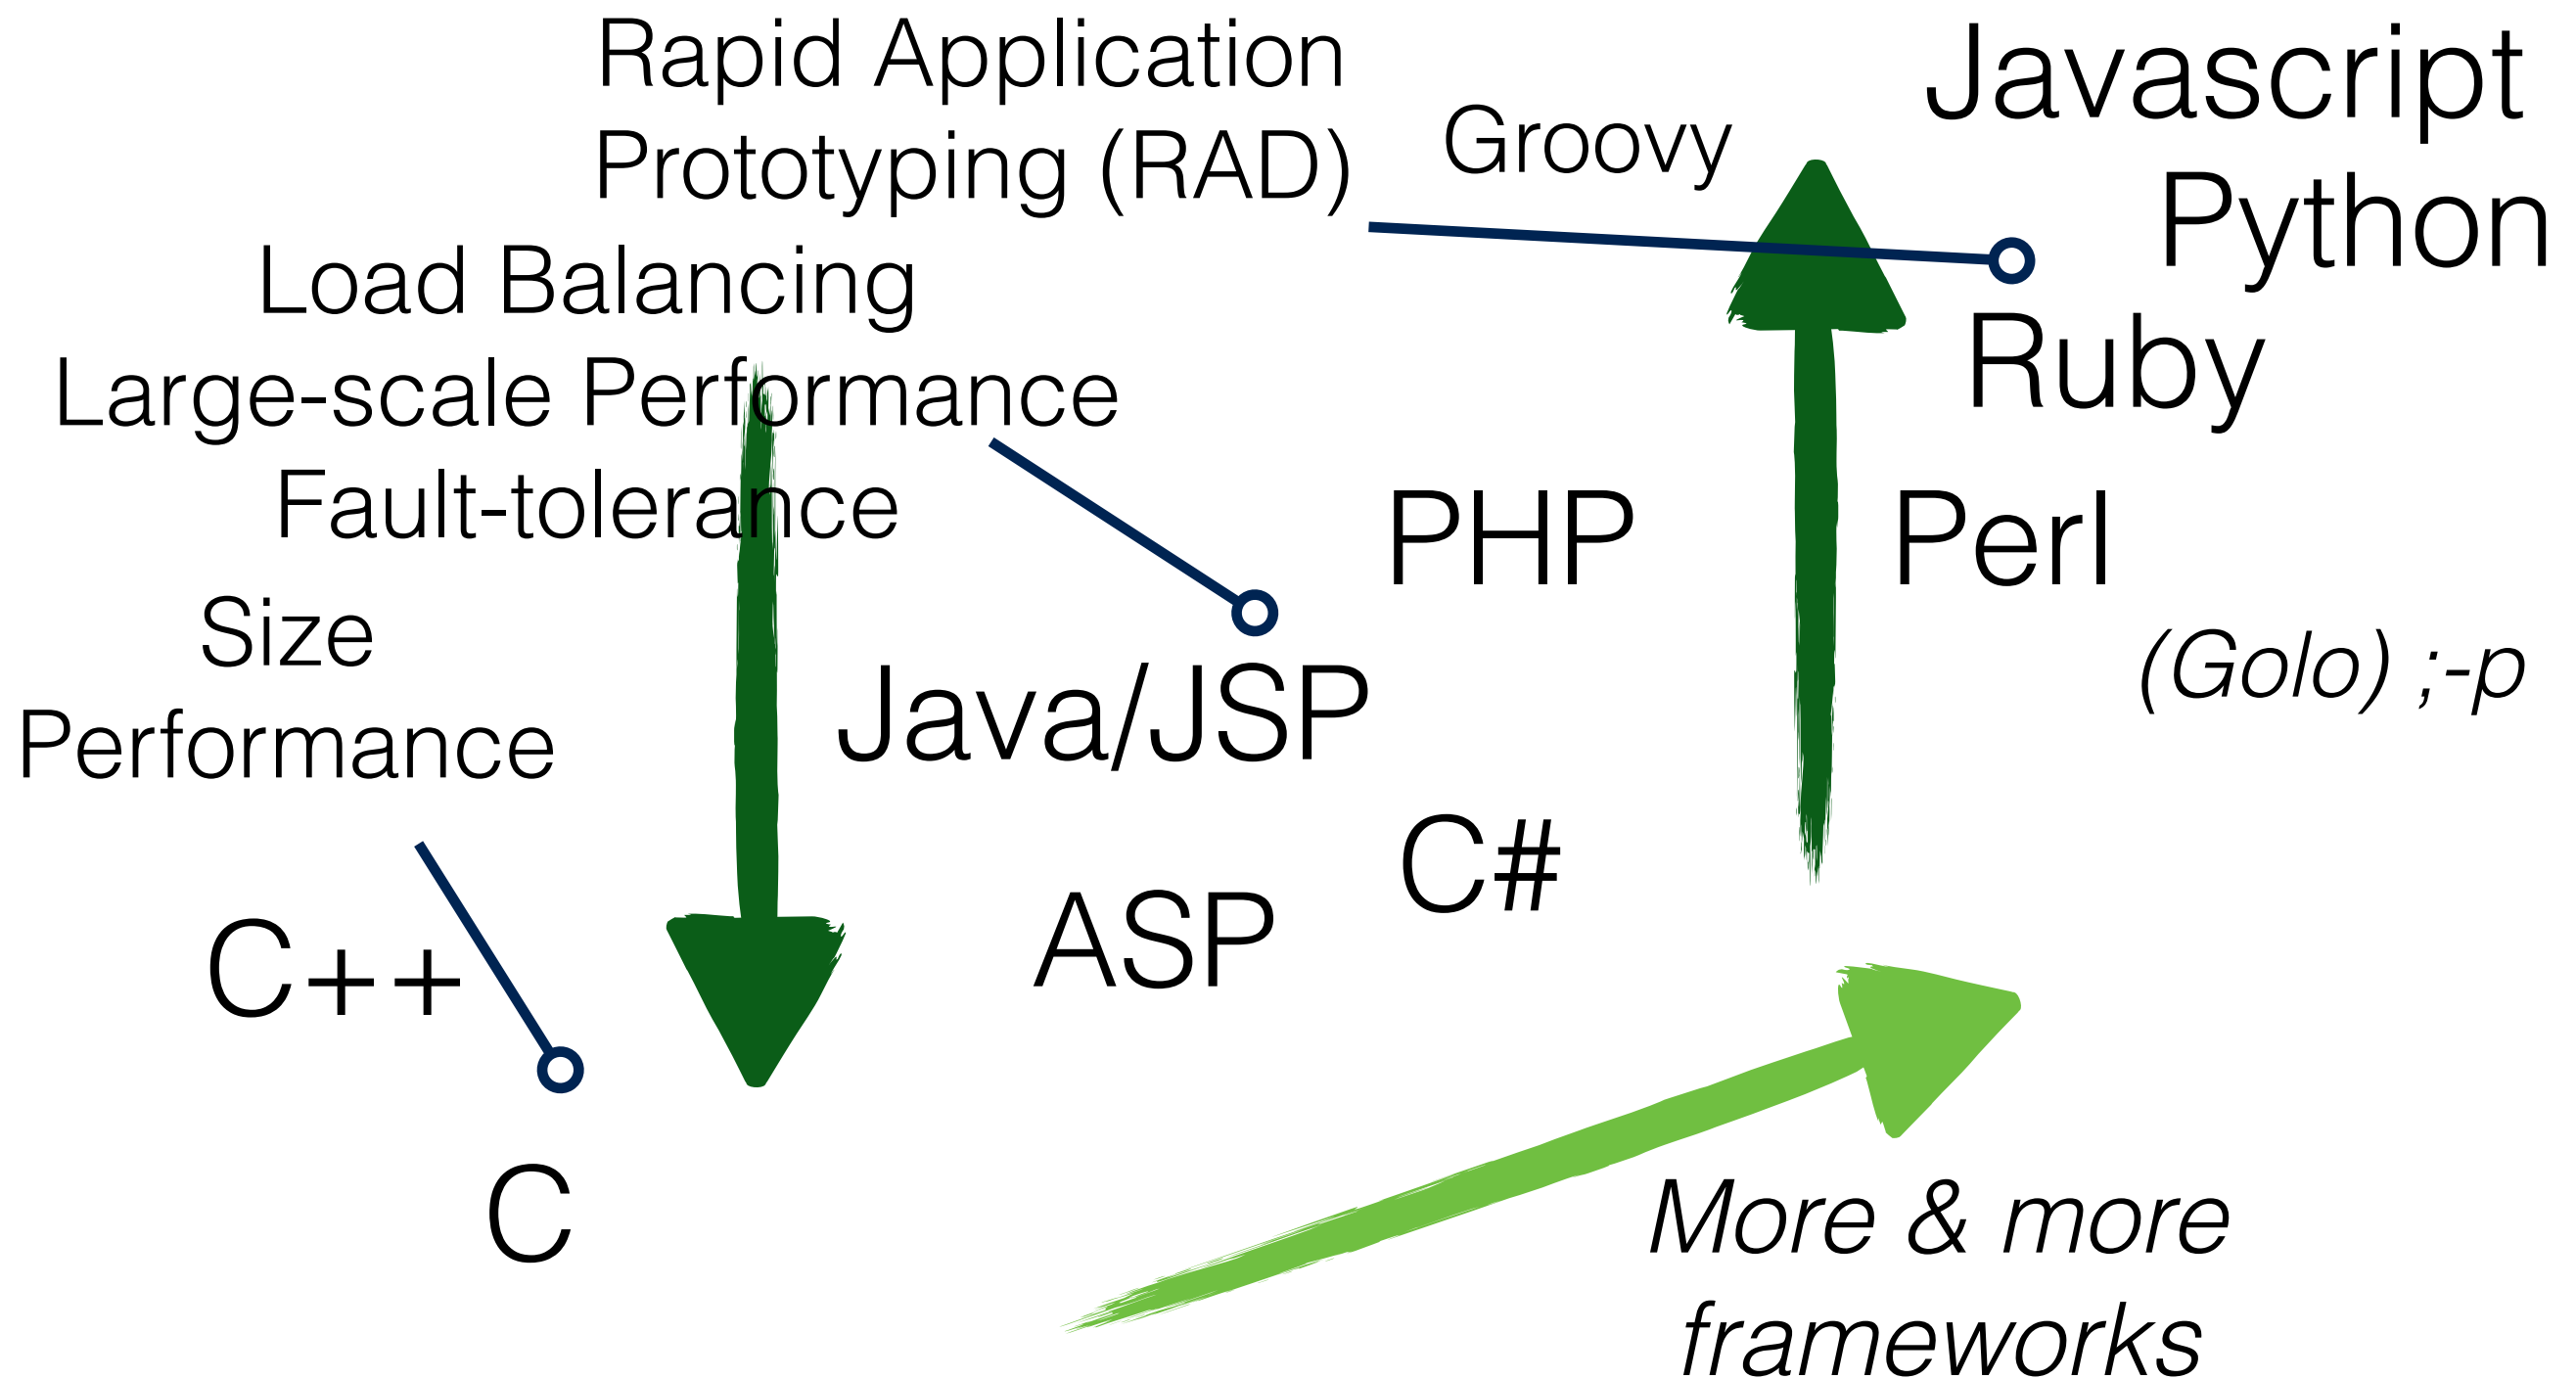 Rapid Application
Prototyping (RAD)
Groovy
Javascript
Python
Ruby
Load Balancing
Large-scale Performance
Fault-tolerance
PHP
Perl
(Golo) ;-p
Size
Performance
Java/JSP
C#
ASP
C++
C
More & more
frameworks